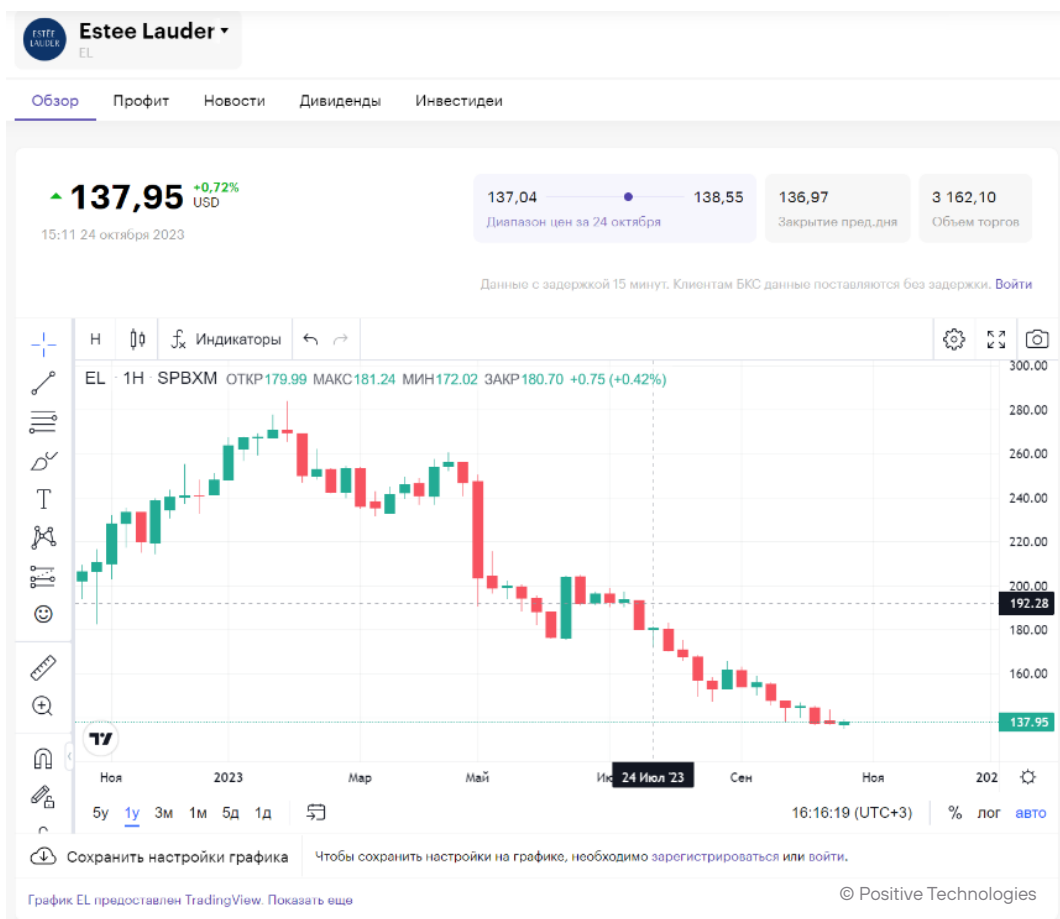 ESTĒE
LAUDER
Estee Lauder
EL
Обзор Профит Новости Дивиденды Инвестидеи
137,95 +0,72%
USD
15:11 24 октября 2023
137,04 138,55
Диапазон цен за 24 октября
136,97
Закрытие пред.дня
3 162,10
Объем торгов
Данные с задержкой 15 минут. Клиентам БКС данные поставляются без задержки. Войти
Н Индикаторы
EL · 1Н · SPBXM ОТКР179.99 МАКС181.24 МИН172.02 ЗАКР180.70 +0.75 (+0.42%)
300.00
280.00
260.00
240.00
220.00
200.00
192.28
180.00
160.00
137.95
Ноя 2023 Мар Май Ию 24 Июл '23 Сен Ноя 202
5y 1y 3м 1м 5д 1д 16:16:19 (UTC+3) % лог авто
Сохранить настройки графика Чтобы сохранить настройки на графике, необходимо зарегистрироваться или войти.
График EL предоставлен TradingView. Показать еще
© Positive Technologies